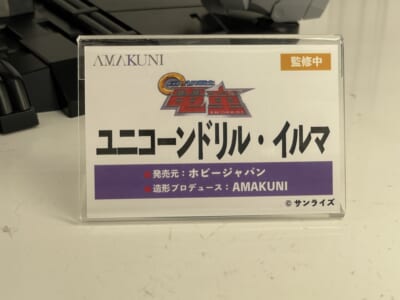 AMAKUNI
監修中
電童
ユニコーンドリル・イルマ
発売元：ホビージャパン
造形プロデュース：AMAKUNI
© サンライズ